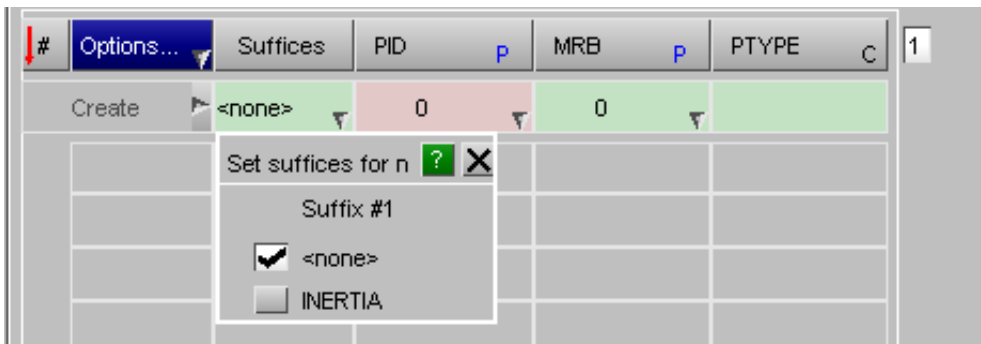 # Options... Suffices PID P MRB P PTYPE C 1
Create <none> 0 0
Set suffices for n ? X
Suffix #1
<none>
INERTIA